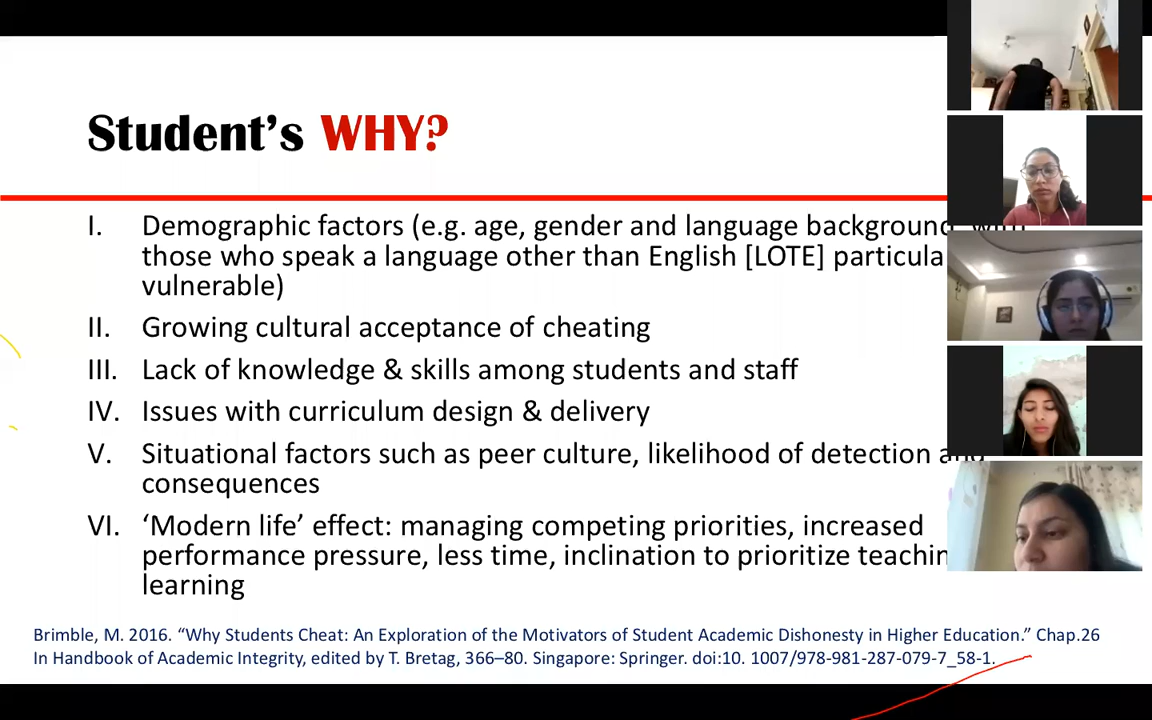 Student’s WHY?
I. Demographic factors (e.g. age, gender and language background, with
those who speak a language other than English [LOTE]
vulnerable)
II. Growing cultural acceptance of cheating
III. Lack of knowledge & skills among students and staff
IV. Issues with curriculum design & delivery
V. Situational factors such as peer culture, likelihood of detection and
consequences
VI. ‘Modern life’ effect: managing competing priorities, increased
performance pressure, less time, inclination to prioritize
learning
Brimble, M. 2016. “Why Students Cheat: An Exploration of the Motivators of Student Academic Dishonesty in Higher Education.” Chap.26
In Handbook of Academic Integrity, edited by T. Bretag, 366–80. Singapore: Springer. doi:10. 1007/978-981-287-079-7_58-1.